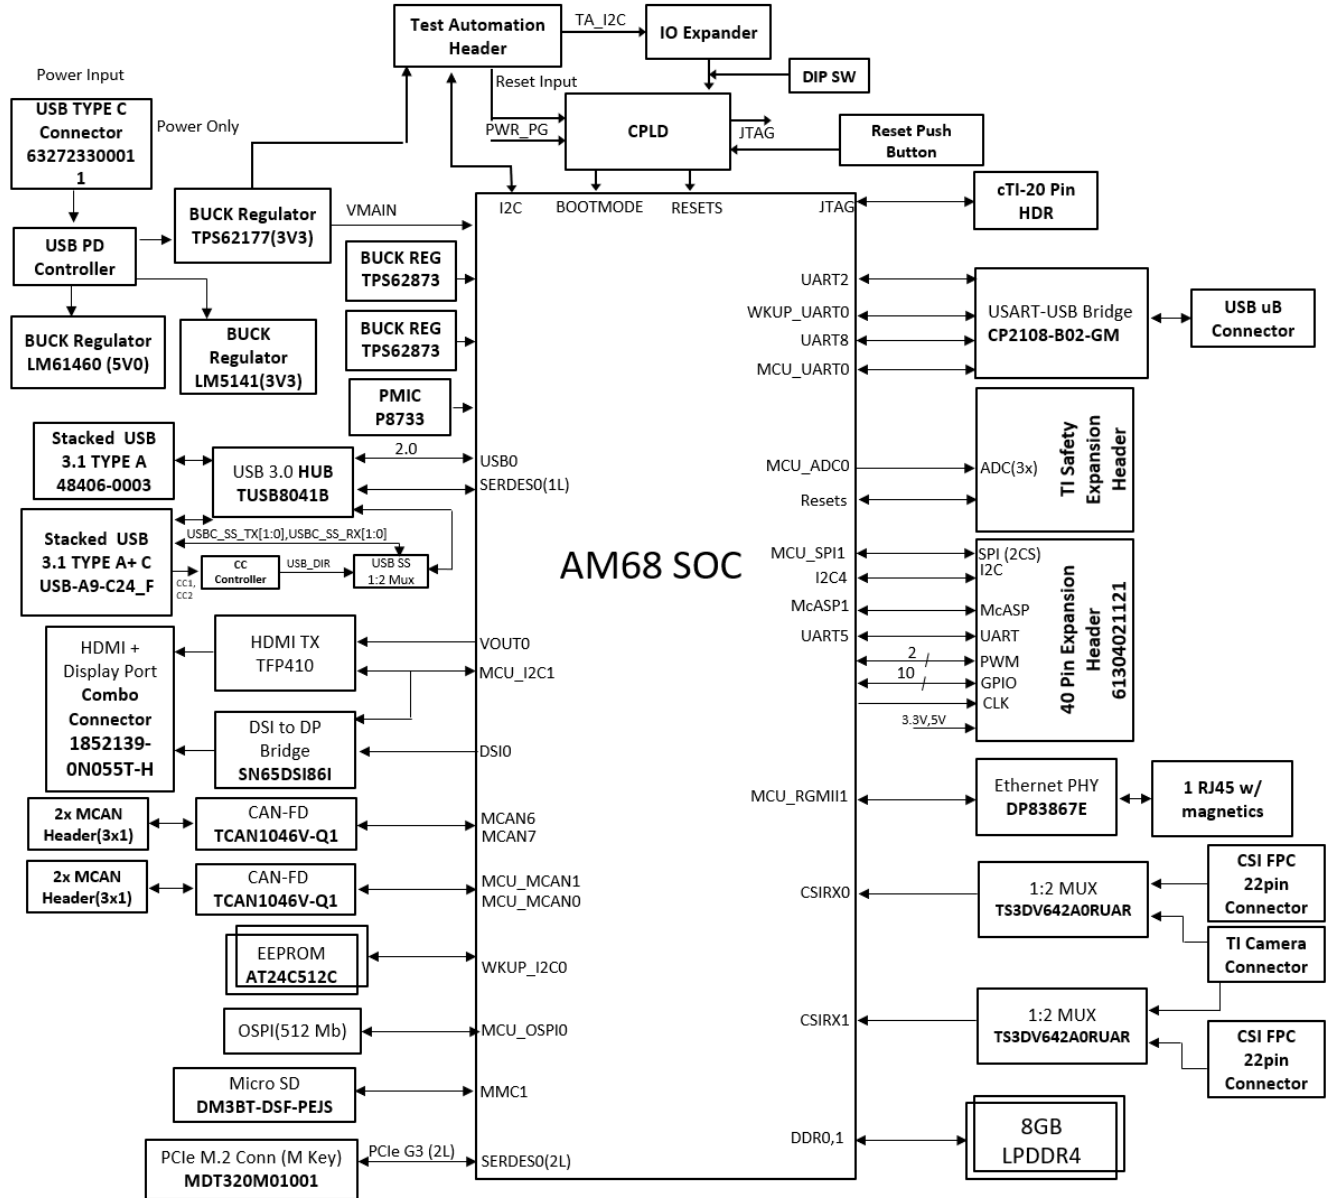 Test Automation
Header
TA_I2C
IO Expander
DIP SW
Reset Input
PWR_PG
CPLD
JTAG
Reset Push
Button
Power Input
USB TYPE C
Connector
63272330001
1
Power Only
BUCK Regulator
TPS62177(3V3)
VMAIN
USB PD
Controller
BUCK Regulator
LM61460 (5V0)
BUCK
Regulator
LM5141(3V3)
BUCK REG
TPS62873
BUCK REG
TPS62873
PMIC
P8733
I2C
BOOTMODE
RESETS
JTAG
cTI-20 Pin
HDR
UART2
WKUP_UART0
UART8
MCU_UART0
USART-USB Bridge
CP2108-B02-GM
USB uB
Connector
Stacked USB
3.1 TYPE A
48406-0003
USB 3.0 HUB
TUSB8041B
2.0
USB0
SERDES0(1L)
USBC_SS_TX[1:0],USBC_SS_RX[1:0]
Stacked USB
3.1 TYPE A+ C
USB-A9-C24_F
CC1,
CC2
CC
Controller
USB_DIR
USB SS
1:2 Mux
AM68 SOC
MCU_ADC0
Resets
ADC(3x)
TI Safety
Expansion
Header
MCU_SPI1
I2C4
McASP1
UART5
2
10
3.3V,5V
SPI (2CS)
I2C
McASP
UART
PWM
GPIO
CLK
40 Pin Expansion
Header
61304021121
HDMI +
Display Port
Combo
Connector
1852139-
0N055T-H
HDMI TX
TFP410
VOUT0
MCU_I2C1
DSI to DP
Bridge
SN65DSI86I
DSI0
MCU_RGMII1
Ethernet PHY
DP83867E
1 RJ45 w/
magnetics
2x MCAN
Header(3x1)
CAN-FD
TCAN1046V-Q1
MCAN6
MCAN7
2x MCAN
Header(3x1)
CAN-FD
TCAN1046V-Q1
MCU_MCAN1
MCU_MCAN0
CSIRX0
1:2 MUX
TS3DV642A0RUAR
CSI FPC
22pin
Connector
TI Camera
Connector
EEPROM
AT24C512C
WKUP_I2C0
CSIRX1
1:2 MUX
TS3DV642A0RUAR
CSI FPC
22pin
Connector
OSPI(512 Mb)
MCU_OSPI0
Micro SD
DM3BT-DSF-PEJS
MMC1
DDR0,1
8GB
LPDDR4
PCIe M.2 Conn (M Key)
MDT320M01001
PCIe G3 (2L)
SERDES0(2L)